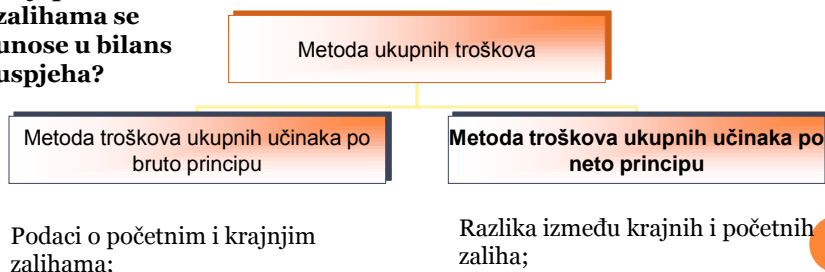 zalihama se
unose u bilans
uspjeha?
Metoda ukupnih troškova
Metoda troškova ukupnih učinaka po
bruto principu
Metoda troškova ukupnih učinaka po
neto principu
Podaci o početnim i krajnjim
zalihama;
Razlika između krajnih i početnih
zaliha;